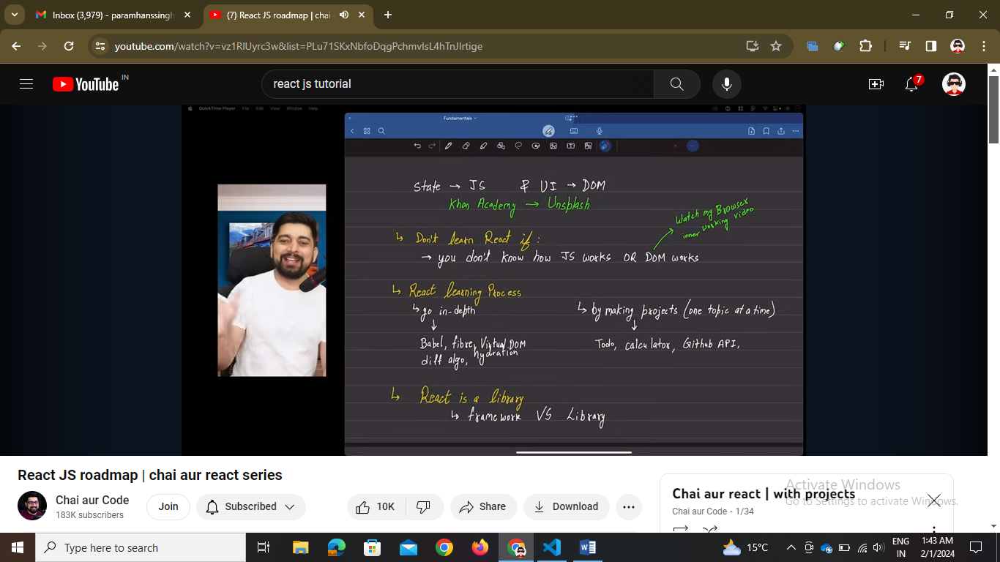 Inbox (3,979) - paramhanssingh
(7) React JS roadmap | chai
youtube.com/watch?v=vz1RlUyrc3w&list=PLu71SKxNbfoDqgPchmvIsL4hTnJIrtige
YouTube IN
react js tutorial
7
QuickTime Player File Edit View Window Help
Fundamentals
State → JS & UI → DOM
Khan Academy → Unsplash
Watch my Browser
inner working video
↳ Don't learn React if :
→ you don't know how JS works OR DOM works
↳ React learning Process
↳ go in-depth
↳ by making projects (one topic at a time)
Babel, fibre, Virtual DOM
diff algo, hydration
Todo, calculator, Github API,
↳ React is a library
↳ framework VS Library
React JS roadmap | chai aur react series
Chai aur Code
183K subscribers
Join
Subscribed
10K
Share
Download
Chai aur react | with projects
Chai aur Code - 1/34
Activate Windows
Go to Settings to activate Windows.
Type here to search
15°C
ENG
IN
1:43 AM
2/1/2024